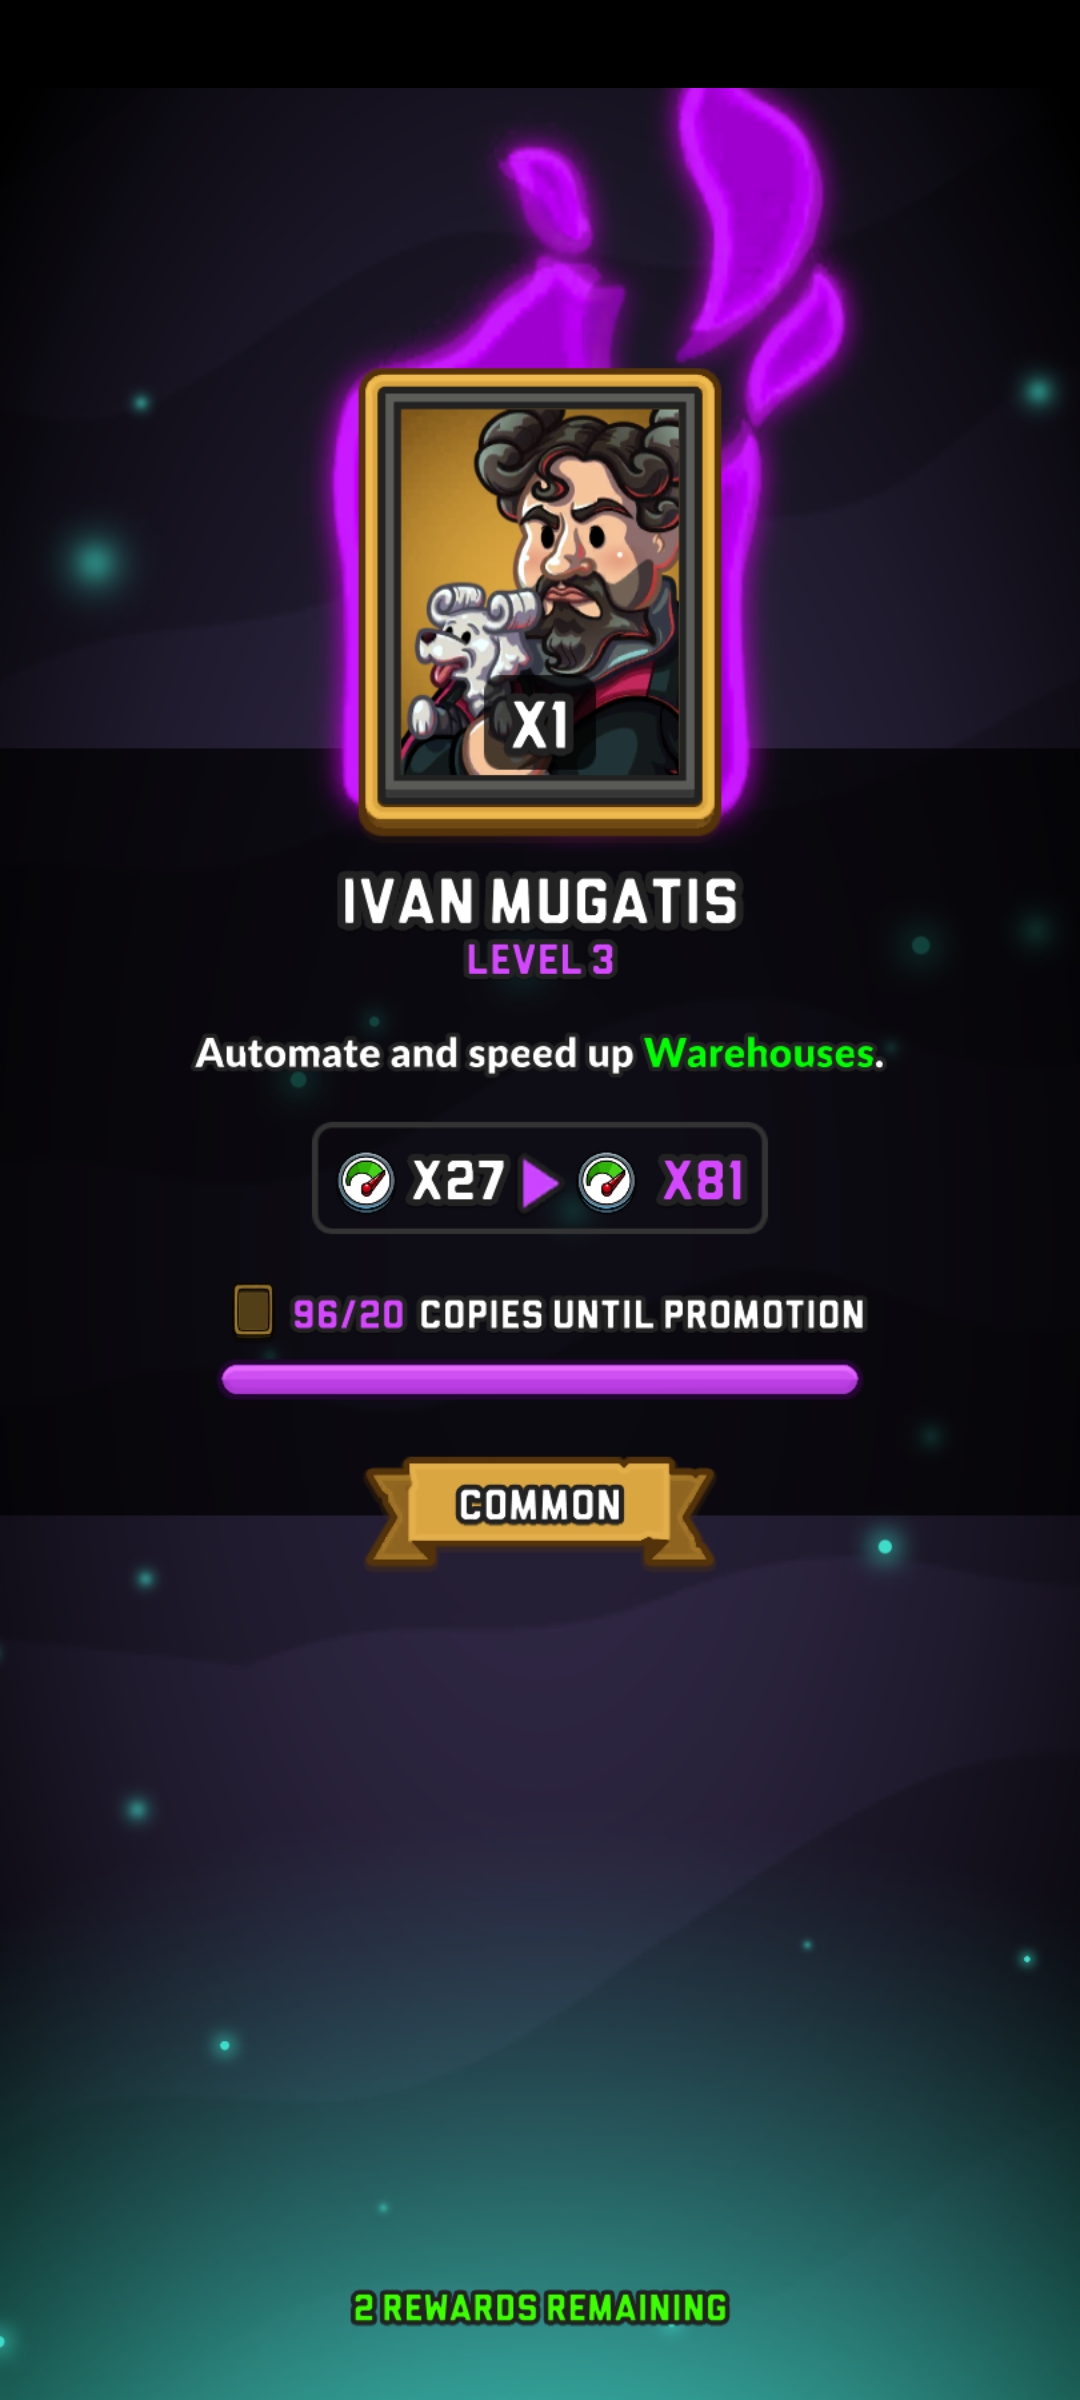 X1
IVAN MUGATIS
LEVEL 3
Automate and speed up Warehouses.
X27 X81
96/20 COPIES UNTIL PROMOTION
COMMON
2 REWARDS REMAINING